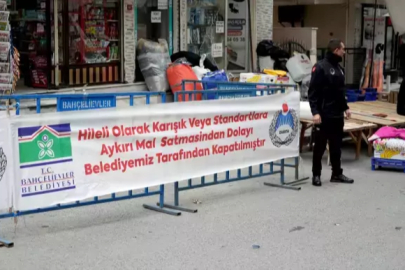 BAHÇELİEVLER
Hileli Olarak Karışık Veya Standartlara
Aykırı Mal Satmasından Dolayı
Belediyemiz Tarafından Kapatılmıştır
T.C.
BAHÇELİEVLER
BELEDİYESİ